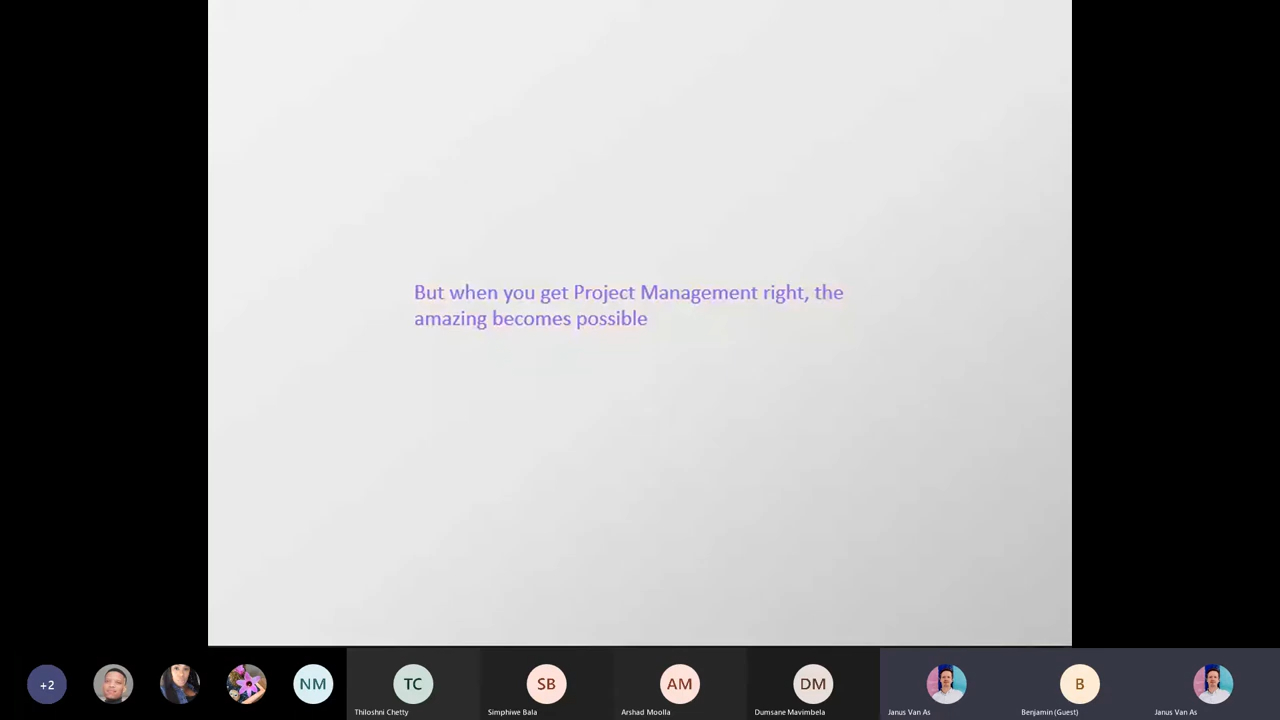 But when you get Project Management right, the
amazing becomes possible
+2
NM
TC
SB
AM
DM
B
Thiloshni Chetty
Simphiwe Bala
Arshad Moolla
Dumsane Mavimbela
Janus Van As
Benjamin (Guest)
Janus Van As